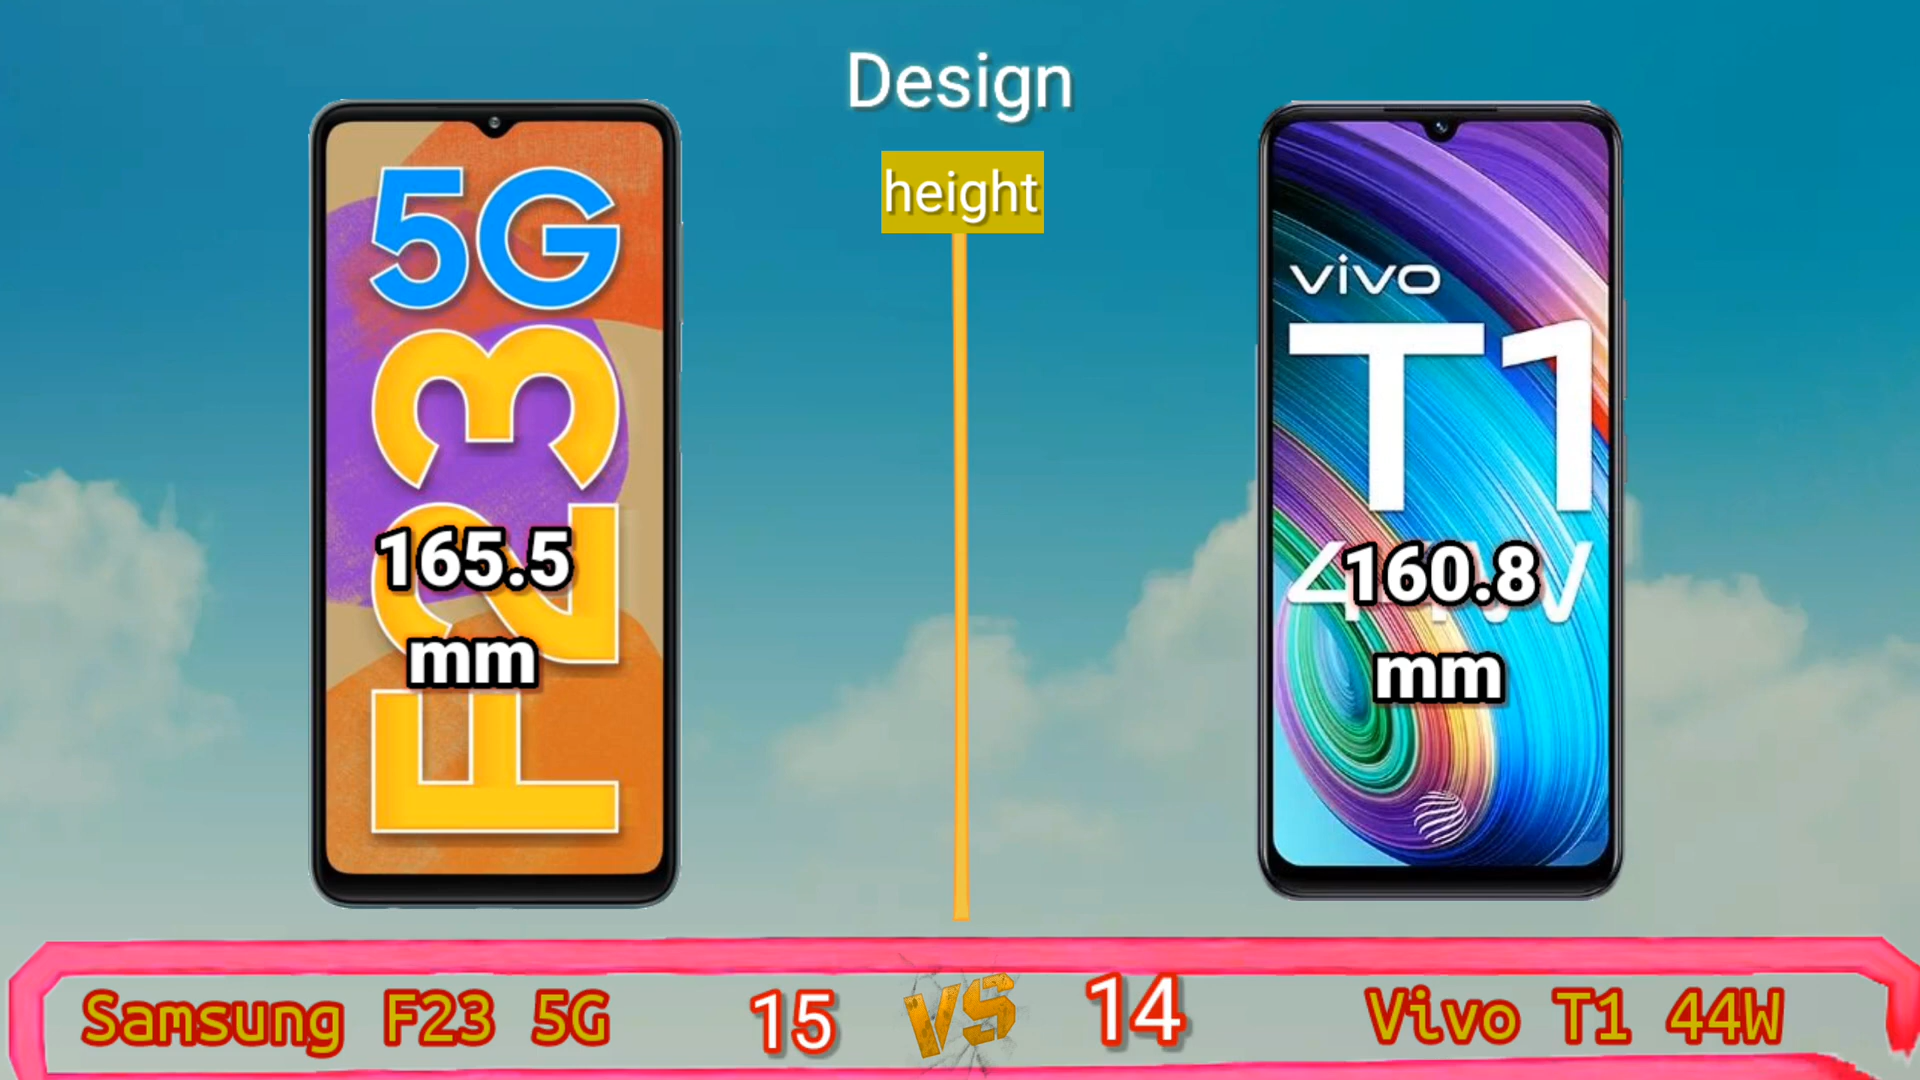 Design
height
5G
F23
165.5
mm
vivo
T1
44W
160.8
mm
Samsung F23 5G
15
VS
14
Vivo T1 44W